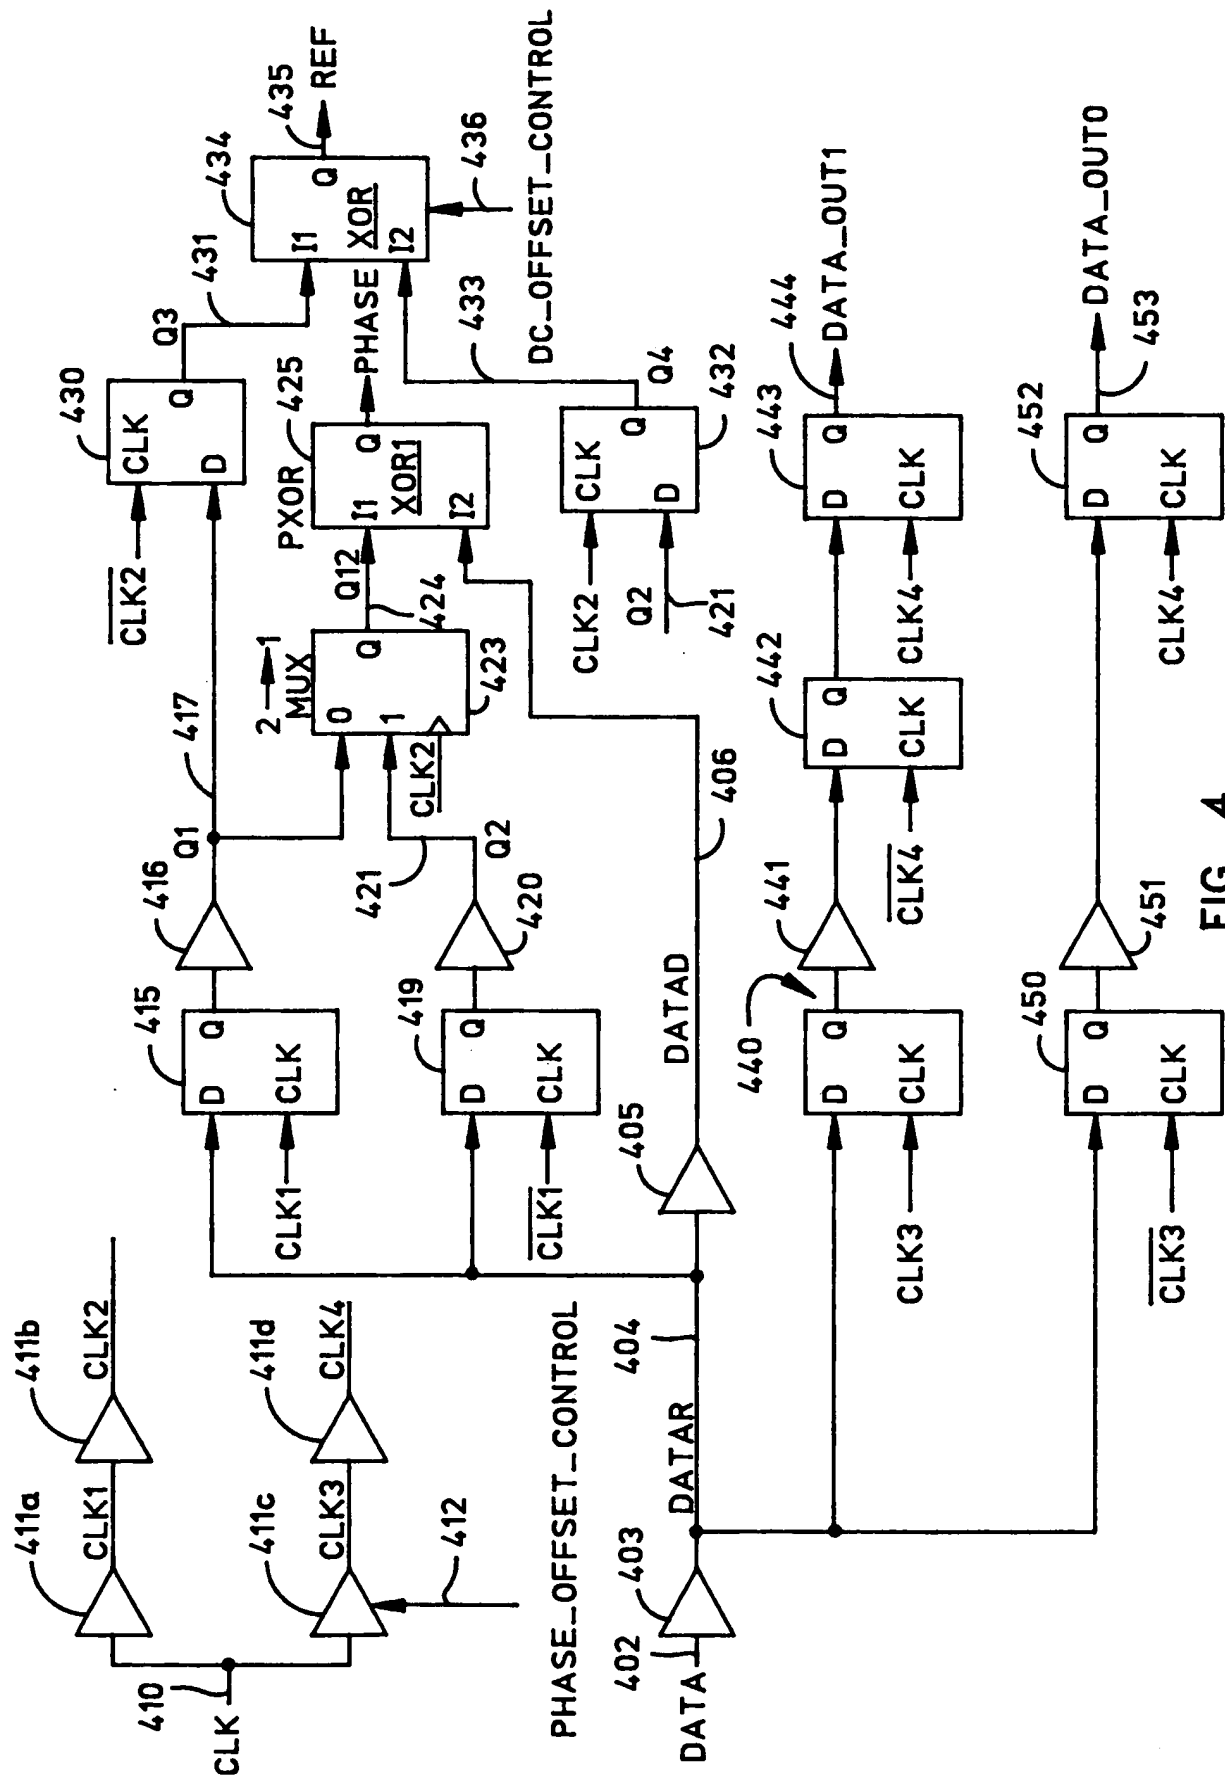 411a
411b
CLK1
CLK2
410
CLK
411c
411d
CLK3
CLK4
412
PHASE_OFFSET_CONTROL
415
D
Q
CLK
CLK1
416
Q1
417
CLK2
430
CLK
D
Q
Q3
431
419
D
Q
CLK
CLK1
420
Q2
421
2→1
MUX
0
1
Q
CLK2
423
Q12
424
PXOR
425
I1
Q
XOR1
I2
PHASE
434
I1
Q
XOR
I2
435
REF
436
DC_OFFSET_CONTROL
CLK2
Q2
421
CLK
D
Q
432
Q4
433
402
DATA
403
DATAR
404
405
DATAD
406
440
D
Q
CLK
CLK3
441
CLK4
442
D
Q
CLK
CLK4
443
D
Q
CLK
444
DATA_OUT1
450
D
Q
CLK
CLK3
451
CLK4
452
D
Q
CLK
453
DATA_OUT0
FIG. 4